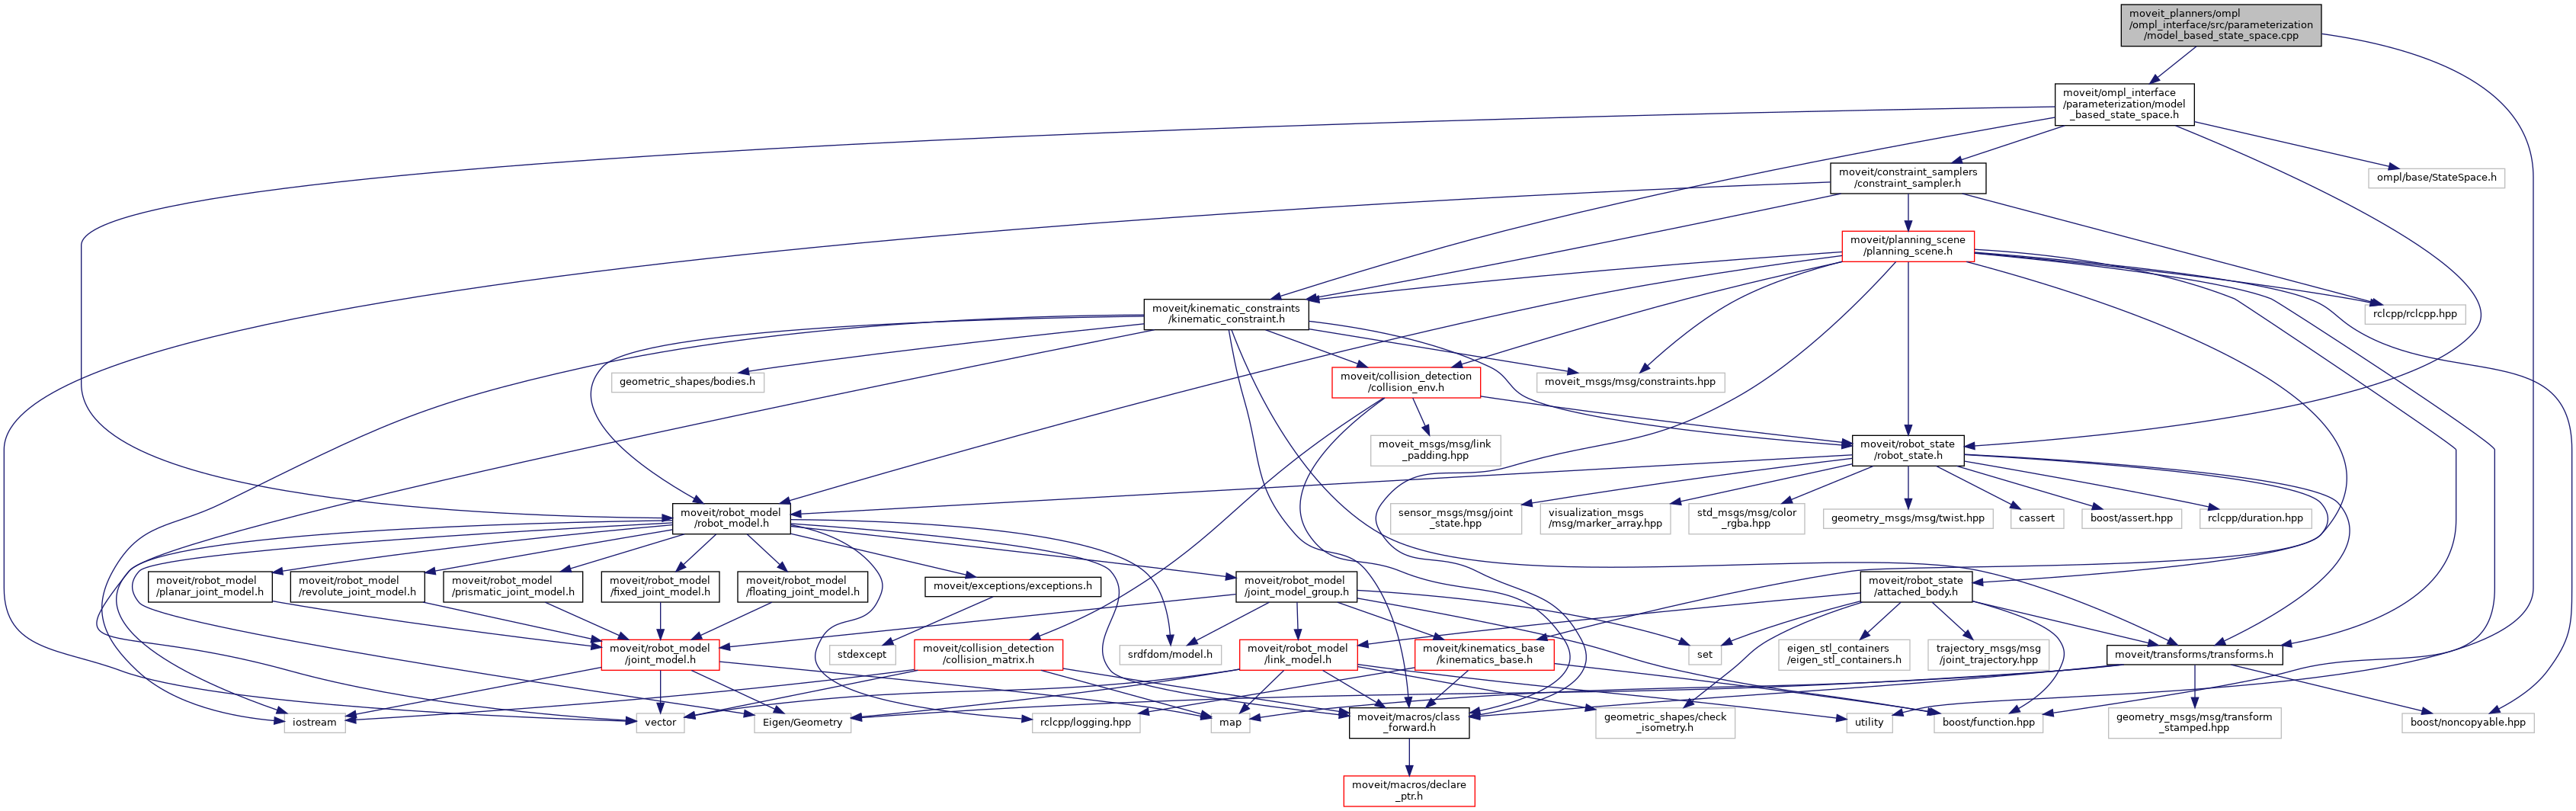 moveit_planners/ompl
/ompl_interface/src/parameterization
/model_based_state_space.cpp
moveit/ompl_interface
/parameterization/model
_based_state_space.h
moveit/constraint_samplers
/constraint_sampler.h
ompl/base/StateSpace.h
moveit/planning_scene
/planning_scene.h
moveit/kinematic_constraints
/kinematic_constraint.h
rclcpp/rclcpp.hpp
geometric_shapes/bodies.h
moveit/collision_detection
/collision_env.h
moveit_msgs/msg/constraints.hpp
moveit_msgs/msg/link
_padding.hpp
moveit/robot_state
/robot_state.h
moveit/robot_model
/robot_model.h
sensor_msgs/msg/joint
_state.hpp
visualization_msgs
/msg/marker_array.hpp
std_msgs/msg/color
_rgba.hpp
geometry_msgs/msg/twist.hpp
cassert
boost/assert.hpp
rclcpp/duration.hpp
moveit/robot_model
/planar_joint_model.h
moveit/robot_model
/revolute_joint_model.h
moveit/robot_model
/prismatic_joint_model.h
moveit/robot_model
/fixed_joint_model.h
moveit/robot_model
/floating_joint_model.h
moveit/exceptions/exceptions.h
moveit/robot_model
/joint_model_group.h
moveit/robot_state
/attached_body.h
moveit/robot_model
/joint_model.h
stdexcept
moveit/collision_detection
/collision_matrix.h
srdfdom/model.h
moveit/robot_model
/link_model.h
moveit/kinematics_base
/kinematics_base.h
set
eigen_stl_containers
/eigen_stl_containers.h
trajectory_msgs/msg
/joint_trajectory.hpp
moveit/transforms/transforms.h
iostream
vector
Eigen/Geometry
rclcpp/logging.hpp
map
moveit/macros/class
_forward.h
geometric_shapes/check
_isometry.h
utility
boost/function.hpp
geometry_msgs/msg/transform
_stamped.hpp
boost/noncopyable.hpp
moveit/macros/declare
_ptr.h